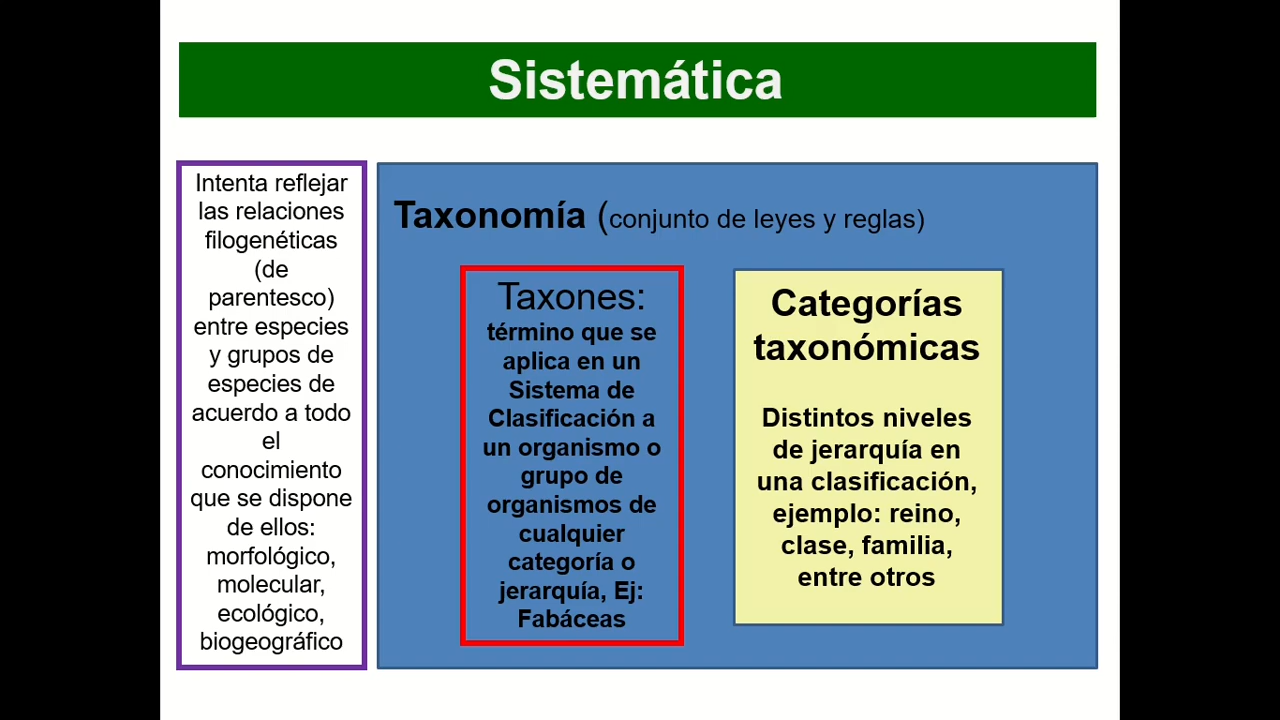 Sistemática
Intenta reflejar
las relaciones
filogenéticas
(de
parentesco)
entre especies
y grupos de
especies de
acuerdo a todo
el
conocimiento
que se dispone
de ellos:
morfológico,
molecular,
ecológico,
biogeográfico
Taxonomía (conjunto de leyes y reglas)
Taxones:
término que se
aplica en un
Sistema de
Clasificación a
un organismo o
grupo de
organismos de
cualquier
categoría o
jerarquía, Ej:
Fabáceas
Categorías
taxonómicas
Distintos niveles
de jerarquía en
una clasificación,
ejemplo: reino,
clase, familia,
entre otros